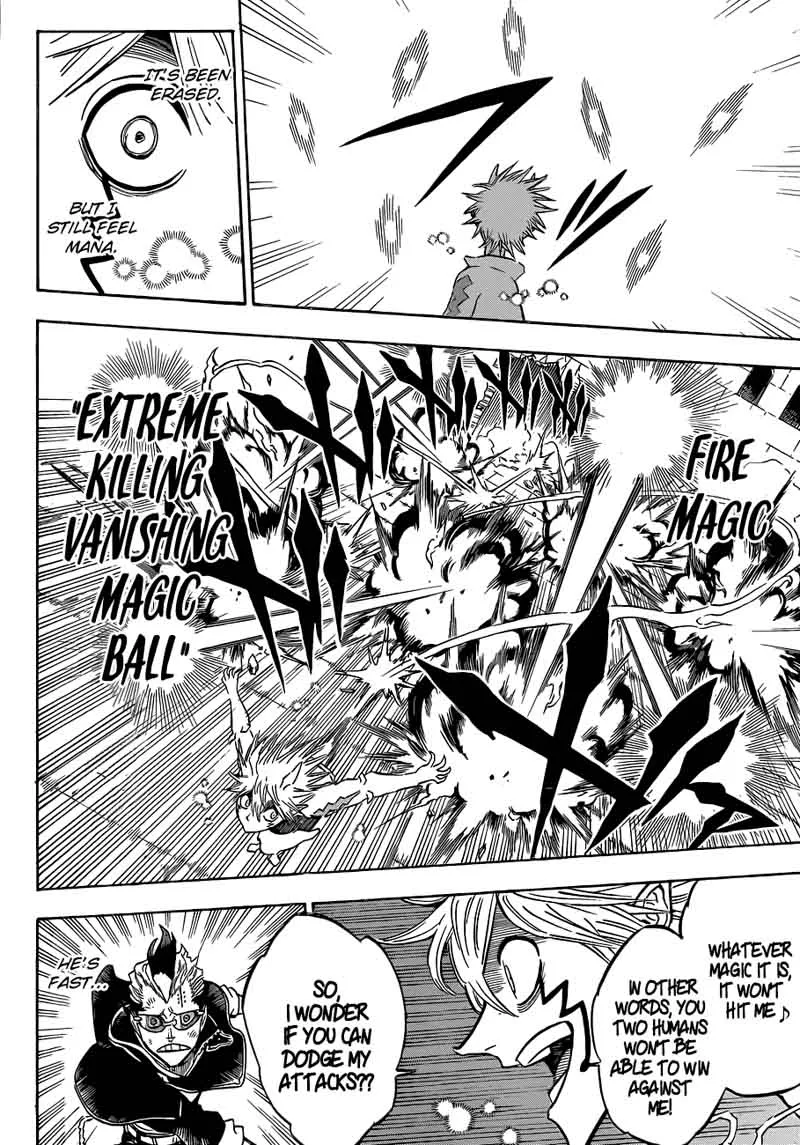 IT'S BEEN
ERASED.
BUT I
STILL FEEL
MANA.
FIRE
MAGIC
"EXTREME
KILLING
VANISHING
MAGIC
BALL"
WHATEVER
MAGIC IT IS,
IT WON'T
HIT ME♪
IN OTHER
WORDS, YOU
TWO HUMANS
WON'T BE
ABLE TO WIN
AGAINST
ME!
SO,
I WONDER
IF YOU CAN
DODGE MY
ATTACKS??
HE'S
FAST...